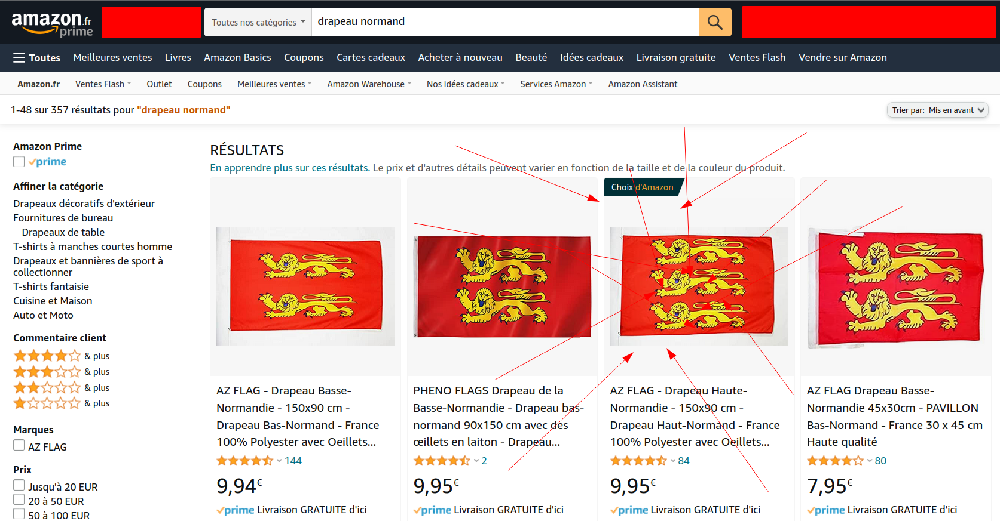 amazon.fr
prime
Toutes nos catégories
drapeau normand
Toutes
Meilleures ventes
Livres
Amazon Basics
Coupons
Cartes cadeaux
Acheter à nouveau
Beauté
Idées cadeaux
Livraison gratuite
Ventes Flash
Vendre sur Amazon
Amazon.fr
Ventes Flash
Outlet
Coupons
Meilleures ventes
Amazon Warehouse
Nos idées cadeaux
Services Amazon
Amazon Assistant
1-48 sur 357 résultats pour "drapeau normand"
Trier par: Mis en avant
Amazon Prime
prime
Affiner la catégorie
Drapeaux décoratifs d'extérieur
Fournitures de bureau
Drapeaux de table
T-shirts à manches courtes homme
Drapeaux et bannières de sport à
collectionner
T-shirts fantaisie
Cuisine et Maison
Auto et Moto
Commentaire client
& plus
& plus
& plus
& plus
Marques
AZ FLAG
Prix
Jusqu'à 20 EUR
20 à 50 EUR
50 à 100 EUR
RÉSULTATS
En apprendre plus sur ces résultats. Le prix et d'autres détails peuvent varier en fonction de la taille et de la couleur du produit.
AZ FLAG - Drapeau Basse-
Normandie - 150x90 cm -
Drapeau Bas-Normand - France
100% Polyester avec Oeillets...
144
9,94€
prime Livraison GRATUITE d'ici
PHENO FLAGS Drapeau de la
Basse-Normandie - Drapeau bas-
normand 90x150 cm avec des
œillets en laiton - Drapeau...
2
9,95€
prime Livraison GRATUITE d'ici
Choix d'Amazon
AZ FLAG - Drapeau Haute-
Normandie - 150x90 cm -
Drapeau Haut-Normand - France
100% Polyester avec Oeillets...
84
9,95€
prime Livraison GRATUITE d'ici
AZ FLAG Drapeau Basse-
Normandie 45x30cm - PAVILLON
Bas-Normand - France 30 x 45 cm
Haute qualité
80
7,95€
prime Livraison GRATUITE d'ici